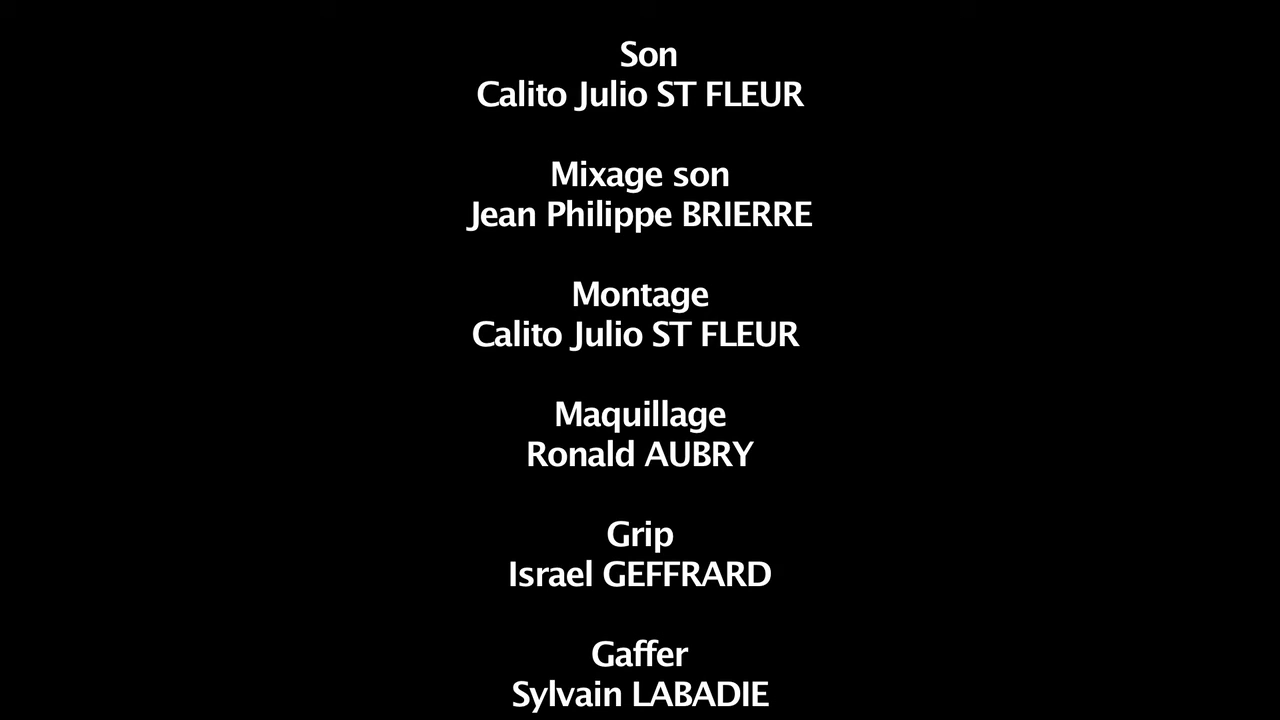 Son
Calito Julio ST FLEUR
Mixage son
Jean Philippe BRIERRE
Montage
Calito Julio ST FLEUR
Maquillage
Ronald AUBRY
Grip
Israel GEFFRARD
Gaffer
Sylvain LABADIE